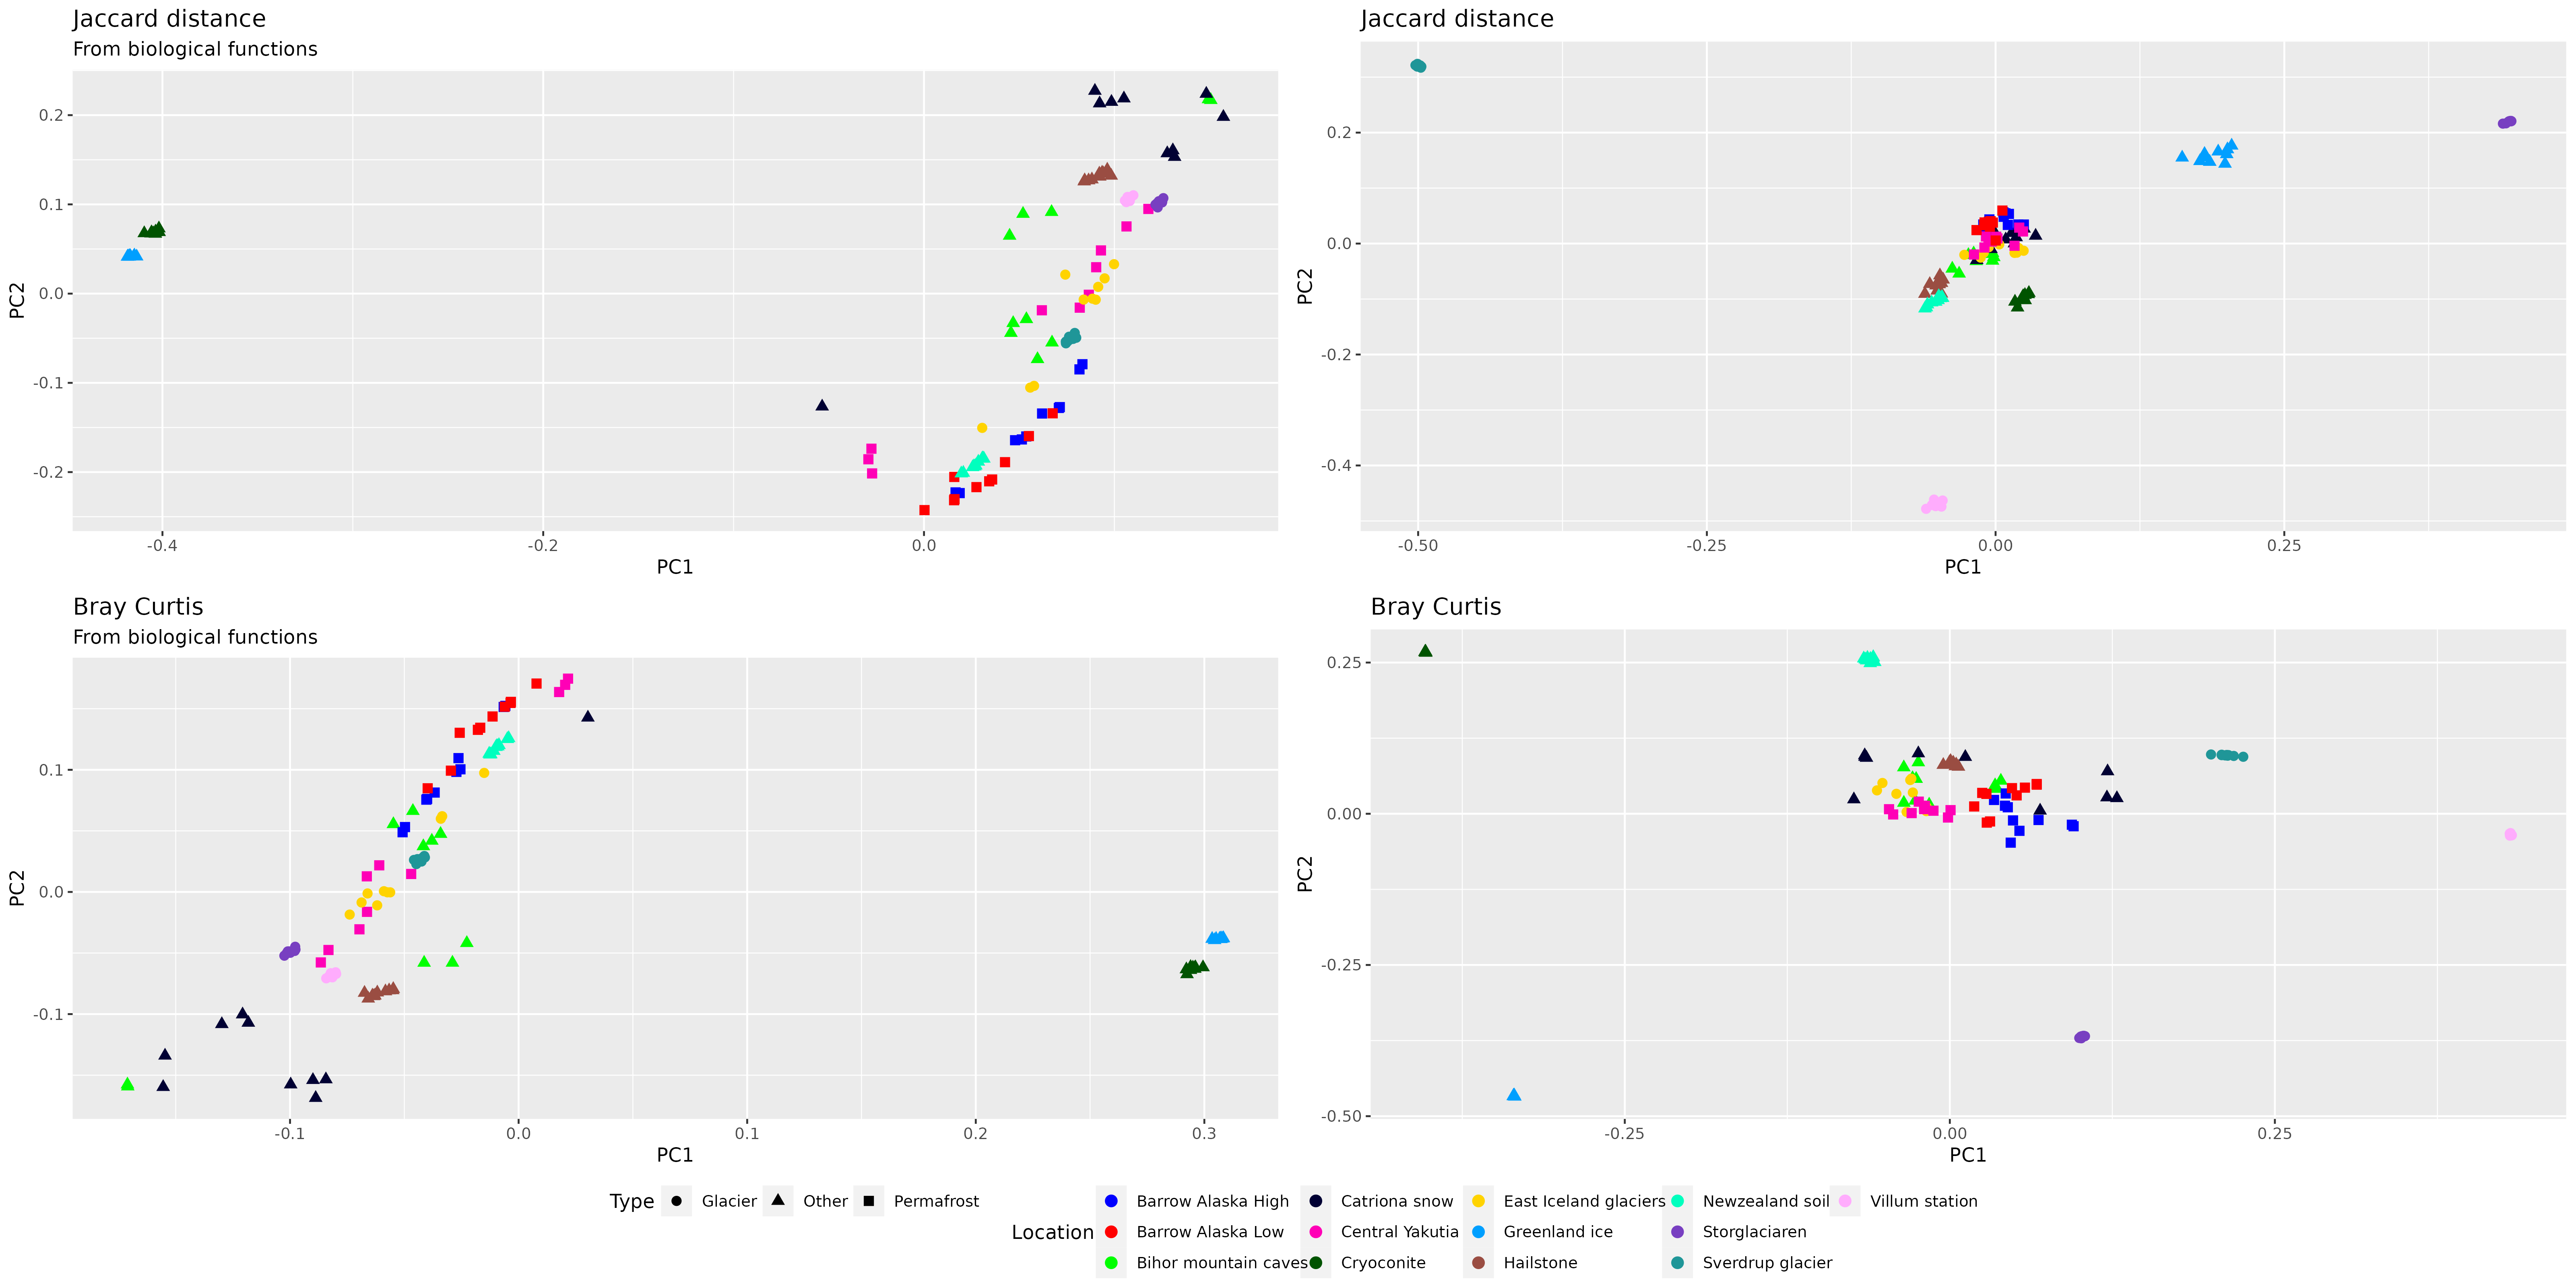 Jaccard distance
From biological functions
0.2
0.1
0.0
-0.1
-0.2
PC2
-0.4
-0.2
0.0
PC1
Jaccard distance
0.2
0.0
-0.2
-0.4
PC2
-0.50
-0.25
0.00
0.25
PC1
Bray Curtis
From biological functions
0.1
0.0
-0.1
PC2
-0.1
0.0
0.1
0.2
0.3
PC1
Bray Curtis
0.25
0.00
-0.25
-0.50
PC2
-0.25
0.00
0.25
PC1
Type
Glacier
Other
Permafrost
Location
Barrow Alaska High
Barrow Alaska Low
Bihor mountain caves
Catriona snow
Central Yakutia
Cryoconite
East Iceland glaciers
Greenland ice
Hailstone
Newzealand soil
Storglaciaren
Sverdrup glacier
Villum station